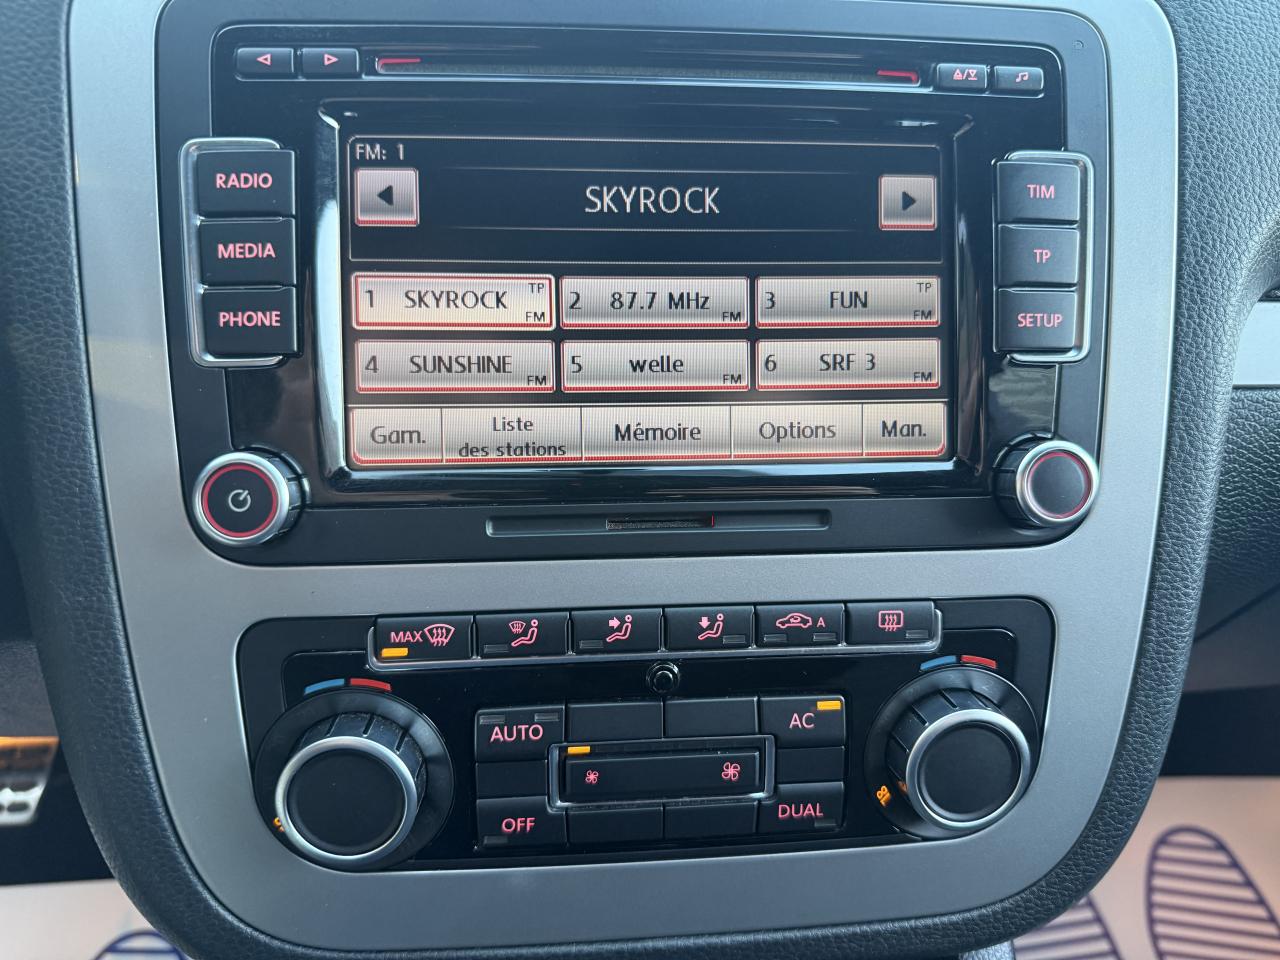 FM: 1
SKYROCK
RADIO
MEDIA
PHONE
TIM
TP
SETUP
1 SKYROCK TP FM
2 87.7 MHz FM
3 FUN TP FM
4 SUNSHINE FM
5 welle FM
6 SRF 3 FM
Gam.
Liste
des stations
Mémoire
Options
Man.
MAX
A
AUTO
AC
OFF
DUAL